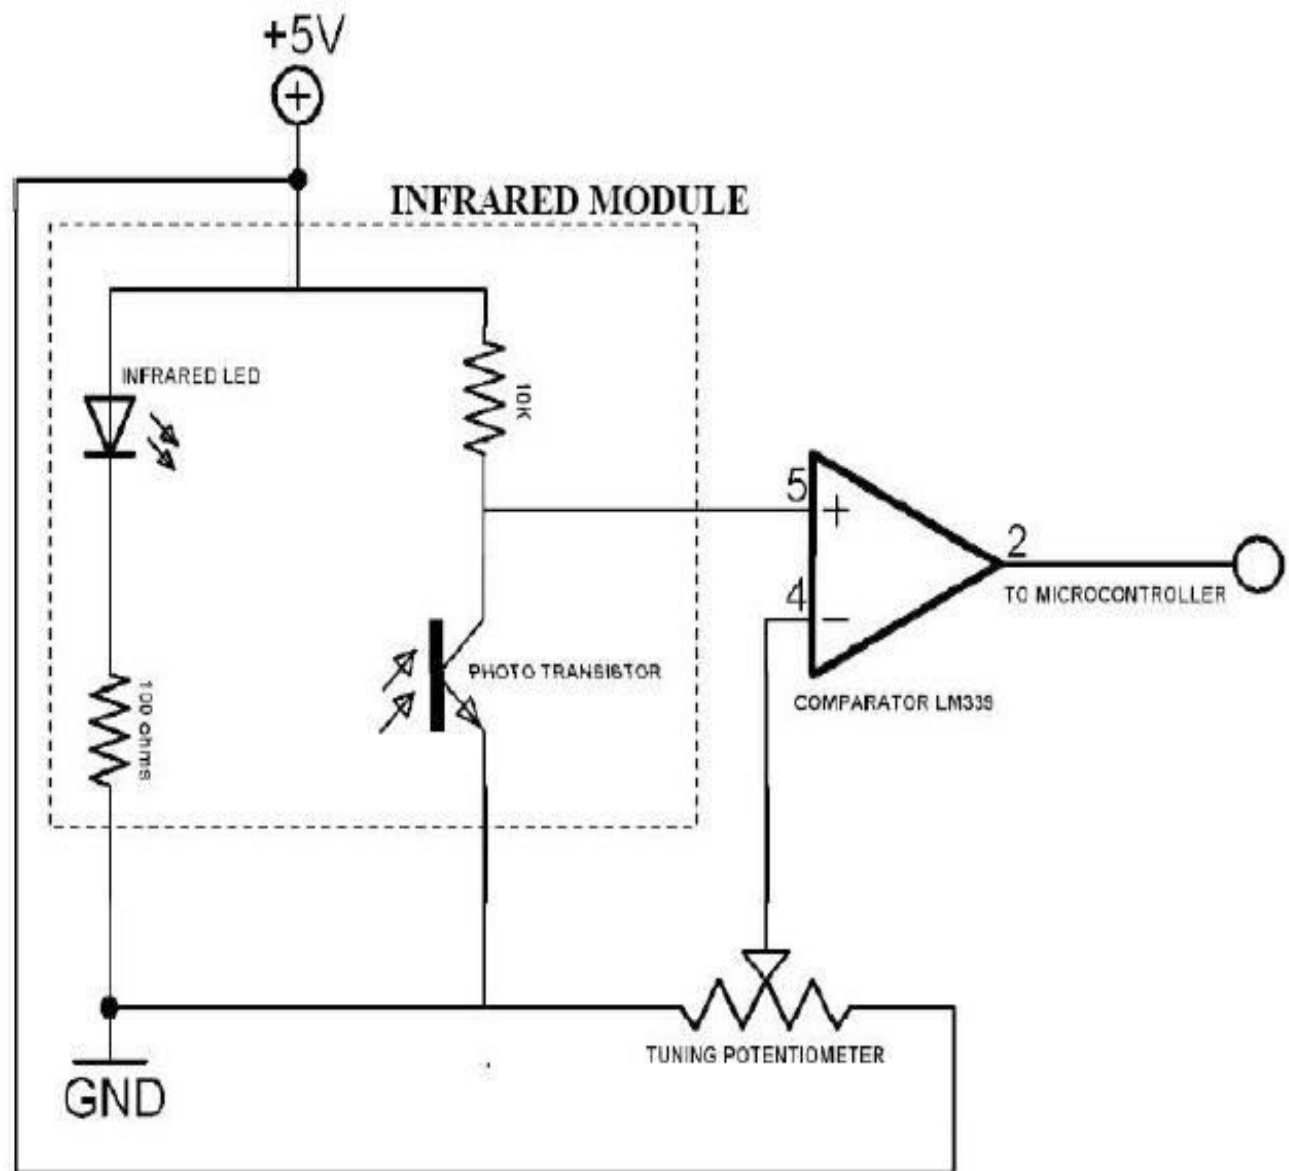 +5V
INFRARED MODULE
INFRARED LED
10K
5
+
2
4
−
TO MICROCONTROLLER
PHOTO TRANSISTOR
COMPARATOR LM339
100 ohms
TUNING POTENTIOMETER
GND